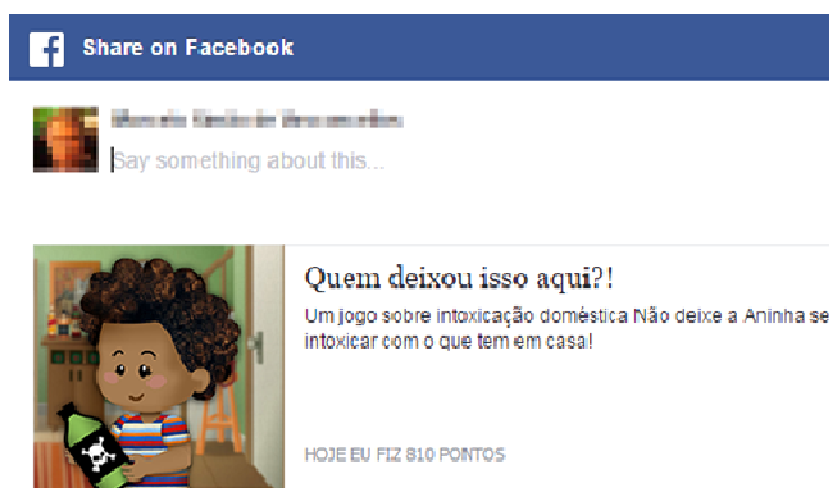 Share on Facebook
Say something about this...
Quem deixou isso aqui?!
Um jogo sobre intoxicação doméstica Não deixe a Aninha se
intoxicar com o que tem em casa!
HOJE EU FIZ 810 PONTOS